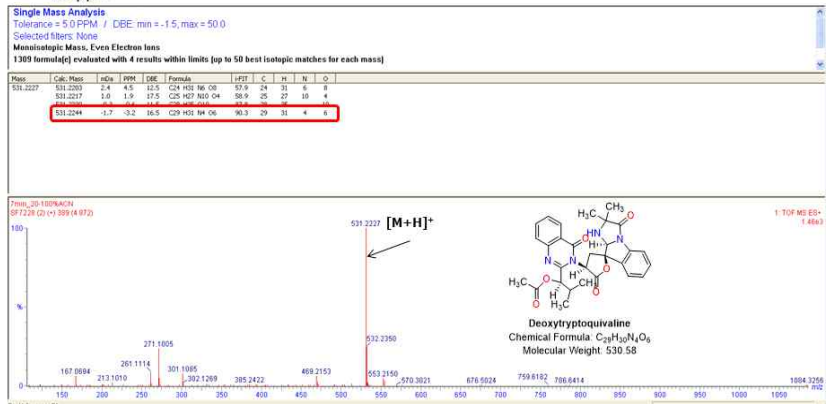 Single Mass Analysis
Tolerance = 5.0 PPM / DBE: min = -1.5, max = 50.0
Selected filters: None
Monoisotopic Mass, Even Electron Ions
1309 formula(e) evaluated with 4 results within limits (up to 50 best isotopic matches for each mass)
Mass Calc. Mass mDa PPM DBE Formula i-FIT C H N O
531.2227 531.2203 2.4 4.5 12.5 C24 H31 N6 O8 57.9 24 31 6 8
531.2217 1.0 1.9 17.5 C25 H27 N10 O4 58.9 25 27 10 4
531.2244 -1.7 -3.2 16.5 C29 H31 N4 O6 90.3 29 31 4 6
7min_20-100%ACN
SF7228 (2) (+) 389 (4.972)
1: TOF MS ES+
1.46e3
100
%
0
531.2227
[M+H]+
532.2350
553.2150
570.3821
676.5024
759.6182
786.6414
1084.3256
167.0694
213.1010
261.1114
271.1005
301.1085
302.1269
385.2422
469.2153
H3C CH3
O
HN
N
H
H3C
CH3
Deoxytryptoquivaline
Chemical Formula: C29H30N4O6
Molecular Weight: 530.58
150 200 250 300 350 400 450 500 550 600 650 700 750 800 850 900 950 1000 1050